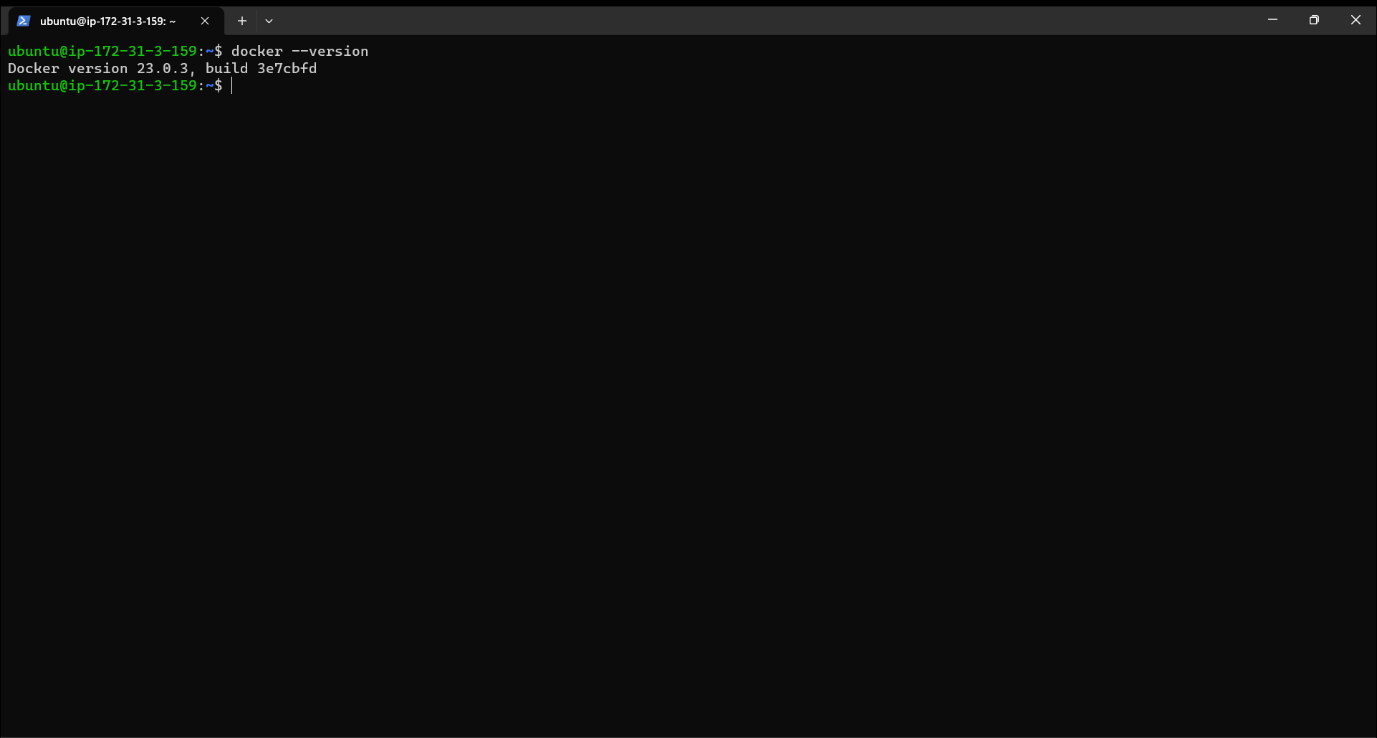 ubuntu@ip-172-31-3-159: ~
ubuntu@ip-172-31-3-159:~$ docker --version
Docker version 23.0.3, build 3e7cbfd
ubuntu@ip-172-31-3-159:~$